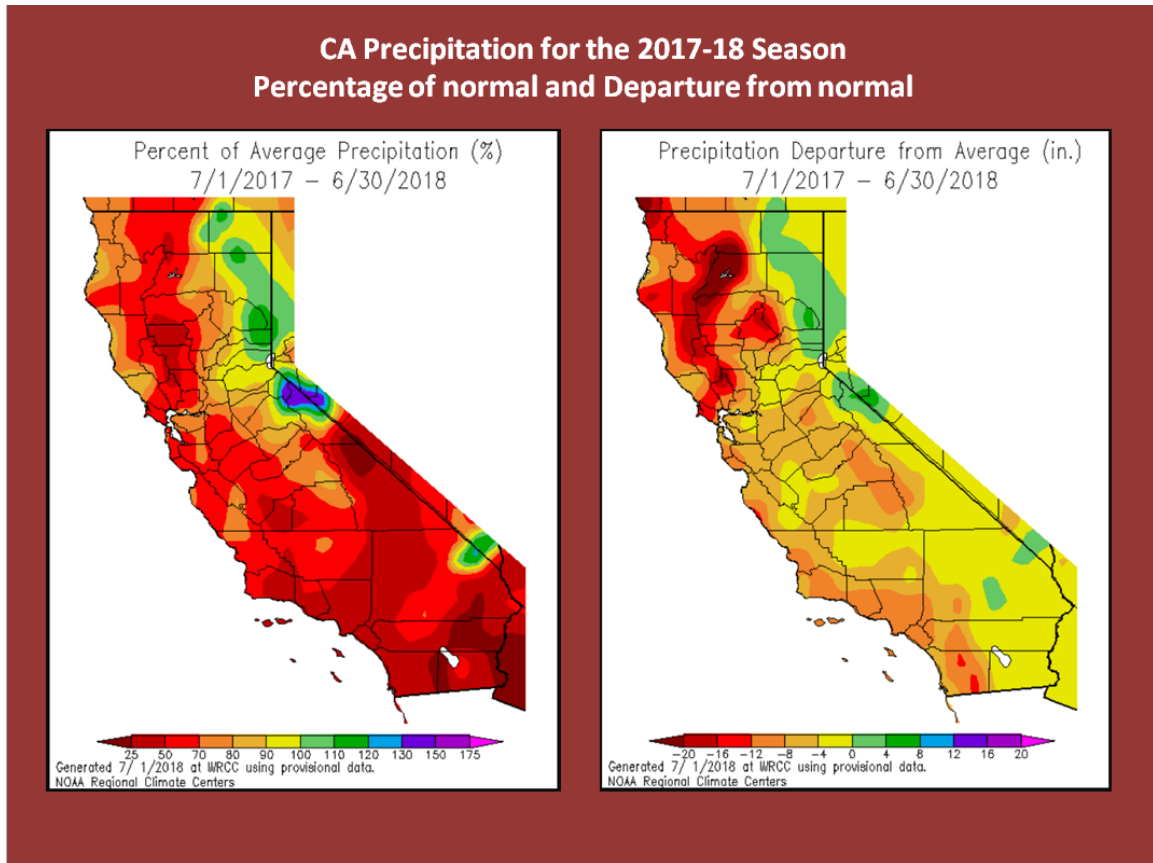 CA Precipitation for the 2017-18 Season
Percentage of normal and Departure from normal
Percent of Average Precipitation (%)
7/1/2017 – 6/30/2018
25 50 70 80 90 100 110 120 130 150 175
Generated 7/ 1/2018 at WRCC using provisional data.
NOAA Regional Climate Centers
Precipitation Departure from Average (in.)
7/1/2017 – 6/30/2018
-20 -16 -12 -8 -4 0 4 8 12 16 20
Generated 7/ 1/2018 at WRCC using provisional data.
NOAA Regional Climate Centers